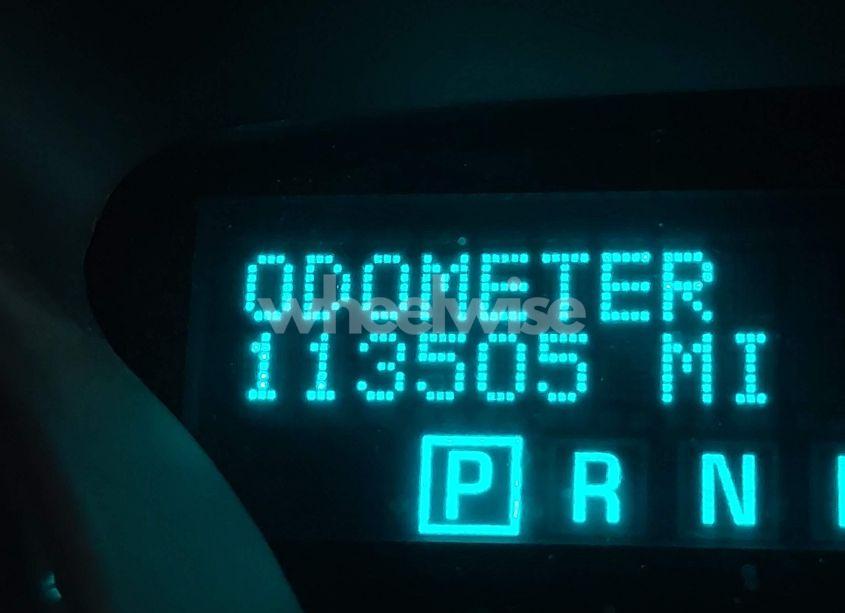 ODOMETER
wheelwise
113505 MI
P R N